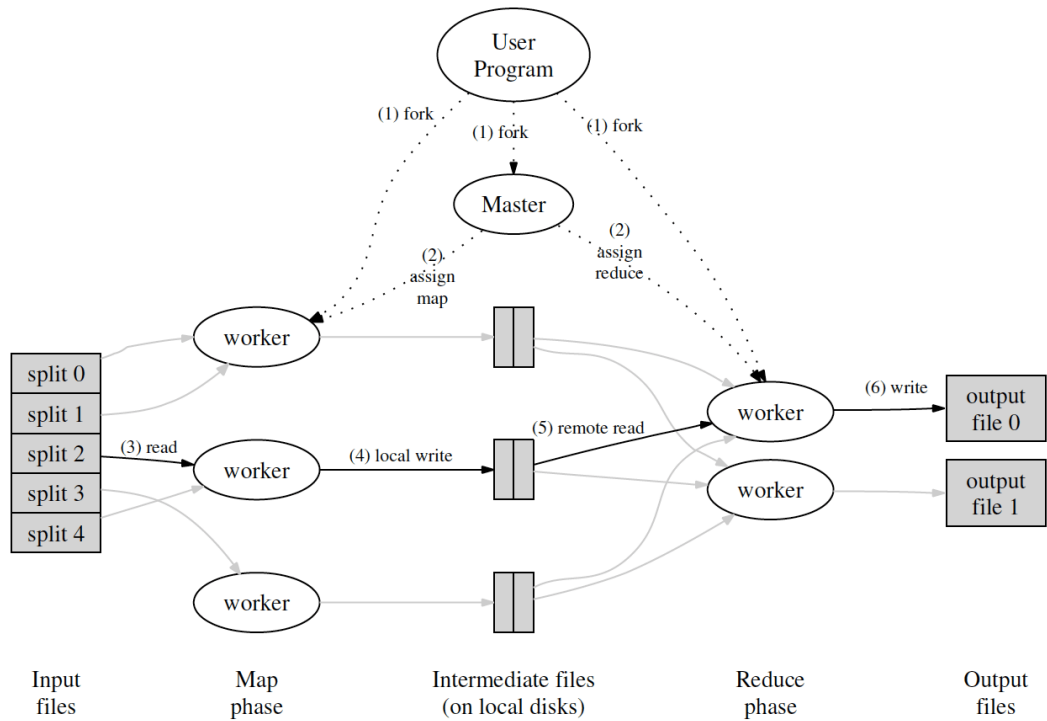 User
Program
(1) fork
(1) fork
(1) fork
Master
(2)
assign
map
(2)
assign
reduce
split 0
split 1
split 2
split 3
split 4
(3) read
worker
worker
worker
(4) local write
(5) remote read
worker
worker
(6) write
output
file 0
output
file 1
Input
files
Map
phase
Intermediate files
(on local disks)
Reduce
phase
Output
files